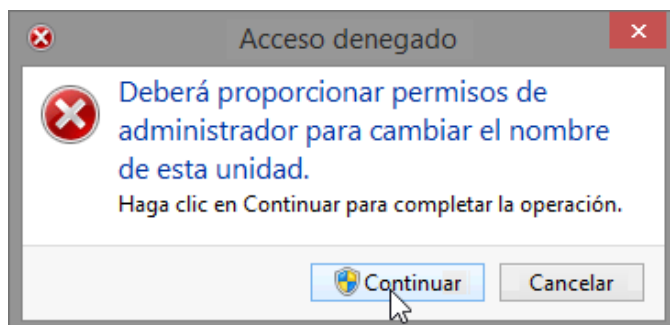 Acceso denegado
Deberá proporcionar permisos de
administrador para cambiar el nombre
de esta unidad.
Haga clic en Continuar para completar la operación.
Continuar
Cancelar